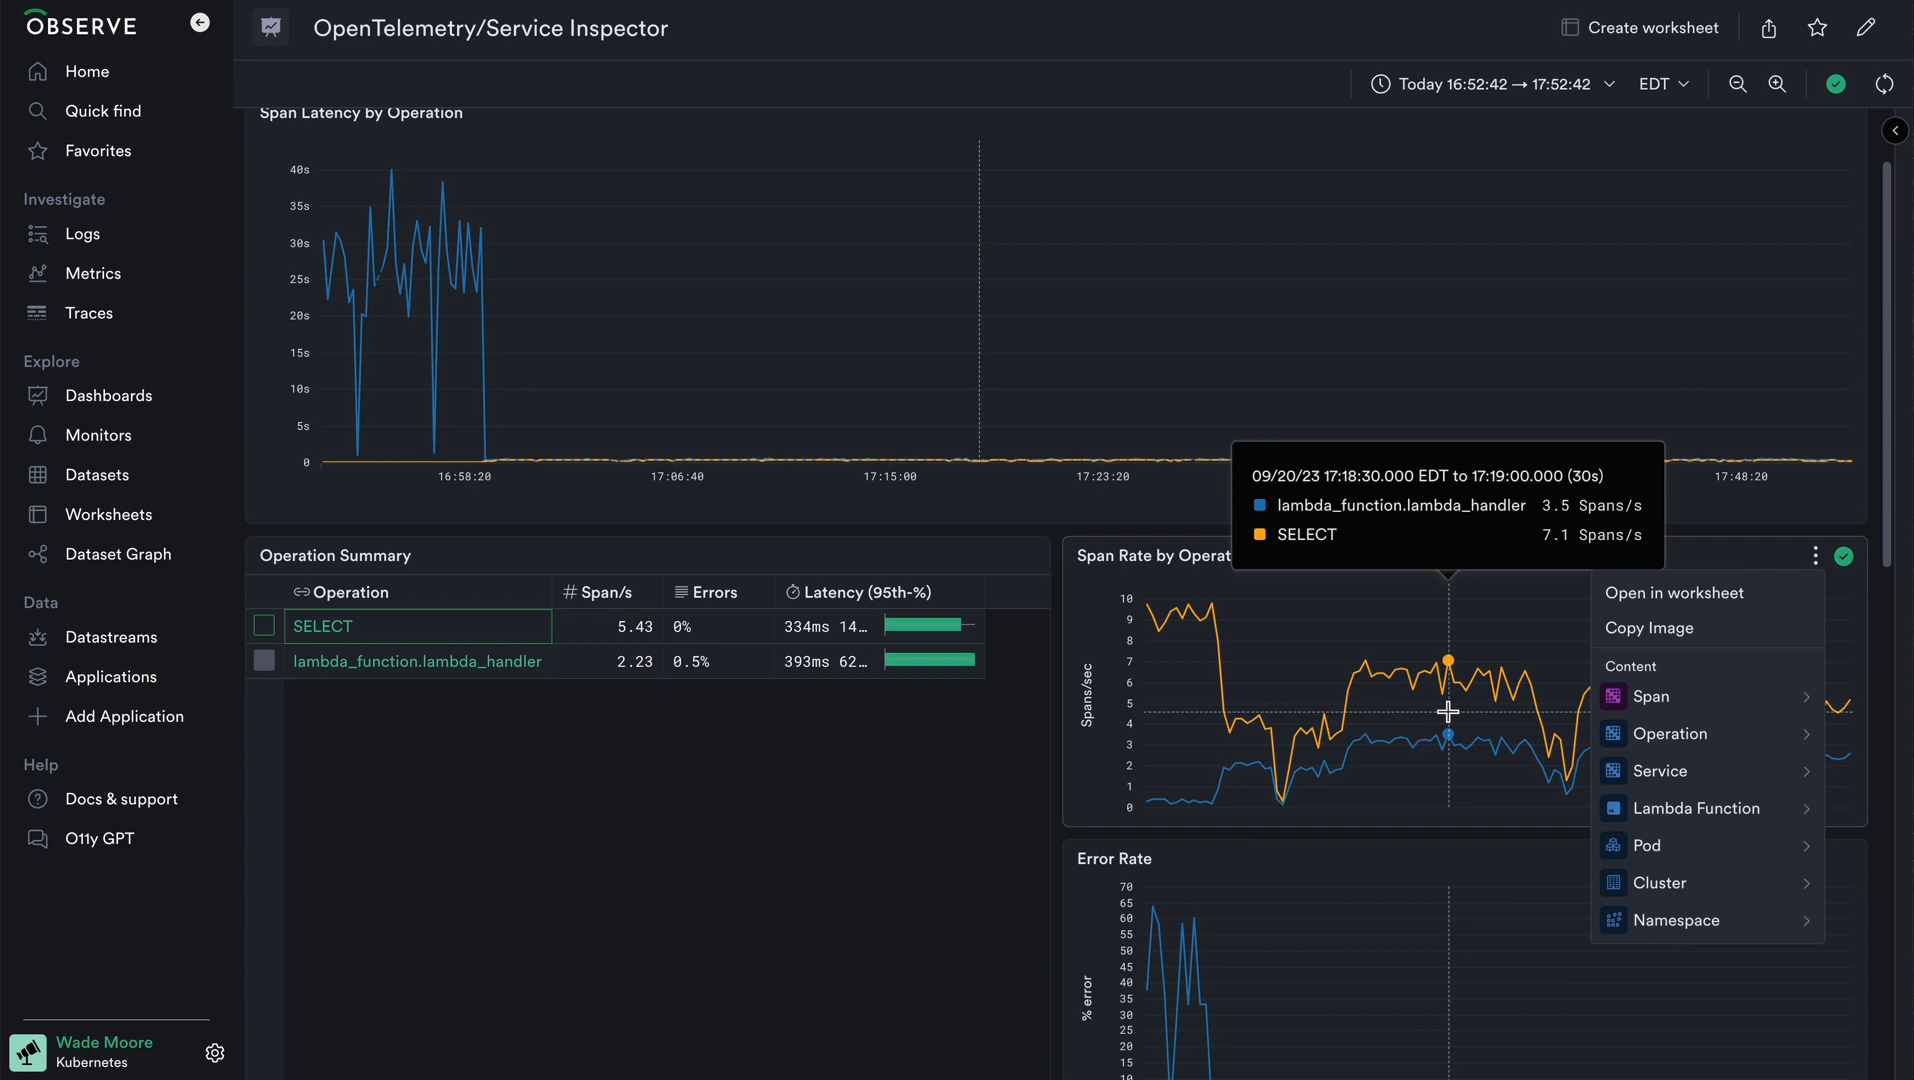 OBSERVE
Home
Quick find
Favorites
Investigate
Logs
Metrics
Traces
Explore
Dashboards
Monitors
Datasets
Worksheets
Dataset Graph
Data
Datastreams
Applications
Add Application
Help
Docs & support
O11y GPT
Wade Moore
Kubernetes
OpenTelemetry/Service Inspector
Create worksheet
Today 16:52:42 → 17:52:42
EDT
Span Latency by Operation
40s
35s
30s
25s
20s
15s
10s
5s
0
16:58:20
17:06:40
17:15:00
17:23:20
17:48:20
09/20/23 17:18:30.000 EDT to 17:19:00.000 (30s)
lambda_function.lambda_handler 3.5 Spans/s
SELECT 7.1 Spans/s
Operation Summary
Operation # Span/s Errors Latency (95th-%)
SELECT 5.43 0% 334ms 14…
lambda_function.lambda_handler 2.23 0.5% 393ms 62…
Span Rate by Operat
Spans/sec
10
9
8
7
6
5
4
3
2
1
0
Open in worksheet
Copy Image
Content
Span
Operation
Service
Lambda Function
Pod
Cluster
Namespace
Error Rate
% error
70
65
60
55
50
45
40
35
30
25
20
15
10